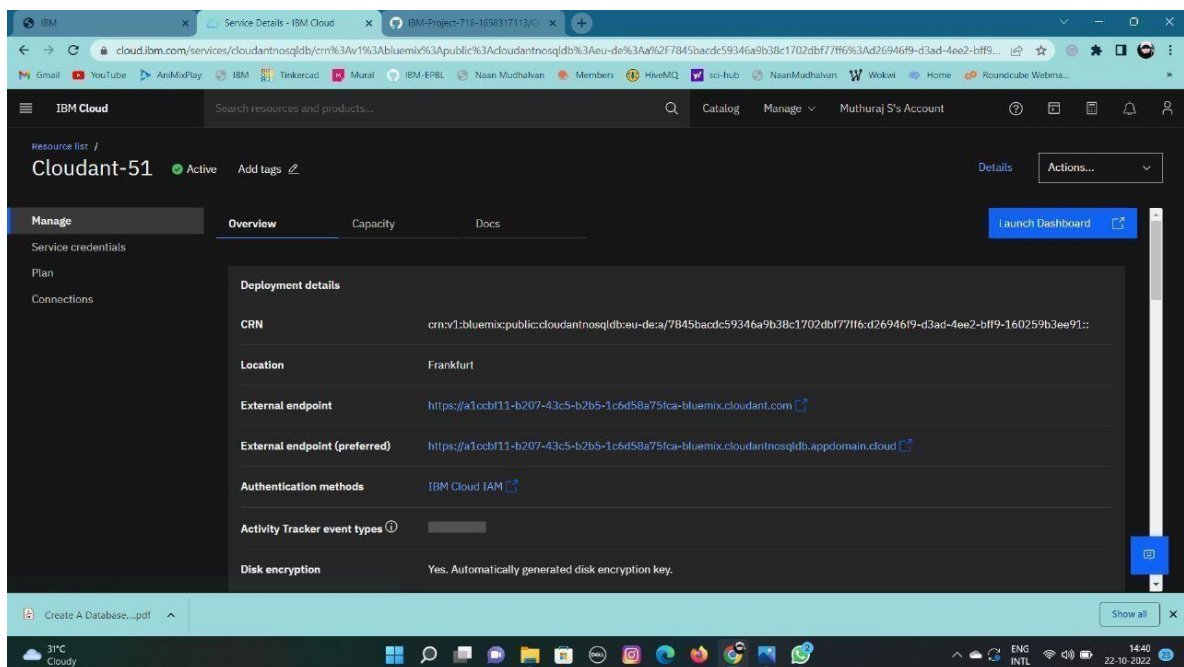 IBM
Service Details - IBM Cloud
IBM-Project-718-1658317113/Cr
cloud.ibm.com/services/cloudantnosqldb/crn%3Av1%3Abluemix%3Apublic%3Acloudantnosqldb%3Aeu-de%3Aa%2F7845bacdc59346a9b38c1702dbf77ff6%3Ad26946f9-d3ad-4ee2-bff9...
Gmail YouTube AniMixPlay IBM Tinkercad Mural IBM-EPBL Naan Mudhalvan Members HiveMQ sci-hub NaanMudhalvan Wokwi Home Roundcube Webma...
IBM Cloud Search resources and products... Catalog Manage Muthuraj S's Account
Resource list /
Cloudant-51 Active Add tags Details Actions...
Manage
Service credentials
Plan
Connections
Overview Capacity Docs Launch Dashboard
Deployment details
CRN crn:v1:bluemix:public:cloudantnosqldb:eu-de:a/7845bacdc59346a9b38c1702dbf77ff6:d26946f9-d3ad-4ee2-bff9-160259b3ee91::
Location Frankfurt
External endpoint https://a1ccbf11-b207-43c5-b2b5-1c6d58a75fca-bluemix.cloudant.com
External endpoint (preferred) https://a1ccbf11-b207-43c5-b2b5-1c6d58a75fca-bluemix.cloudantnosqldb.appdomain.cloud
Authentication methods IBM Cloud IAM
Activity Tracker event types
Disk encryption Yes. Automatically generated disk encryption key.
Create A Database....pdf Show all
31°C
Cloudy
DELL
ENG
INTL
14:40
22-10-2022
23